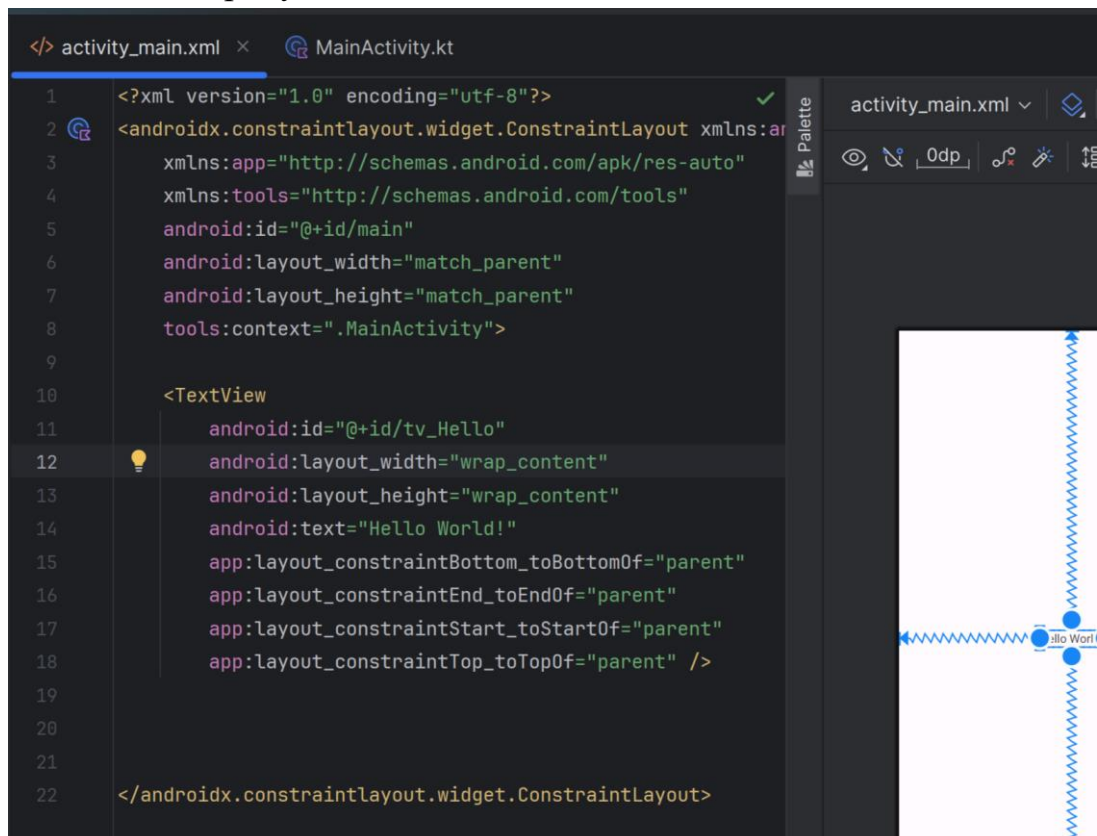 activity_main.xml
MainActivity.kt
1 <?xml version="1.0" encoding="utf-8"?>
2 <androidx.constraintlayout.widget.ConstraintLayout xmlns:
3 xmlns:app="http://schemas.android.com/apk/res-auto"
4 xmlns:tools="http://schemas.android.com/tools"
5 android:id="@+id/main"
6 android:layout_width="match_parent"
7 android:layout_height="match_parent"
8 tools:context=".MainActivity">
9
10 <TextView
11 android:id="@+id/tv_Hello"
12 android:layout_width="wrap_content"
13 android:layout_height="wrap_content"
14 android:text="Hello World!"
15 app:layout_constraintBottom_toBottomOf="parent"
16 app:layout_constraintEnd_toEndOf="parent"
17 app:layout_constraintStart_toStartOf="parent"
18 app:layout_constraintTop_toTopOf="parent" />
19
20
21
22 </androidx.constraintlayout.widget.ConstraintLayout>
Palette
activity_main.xml
0dp
ello Worl